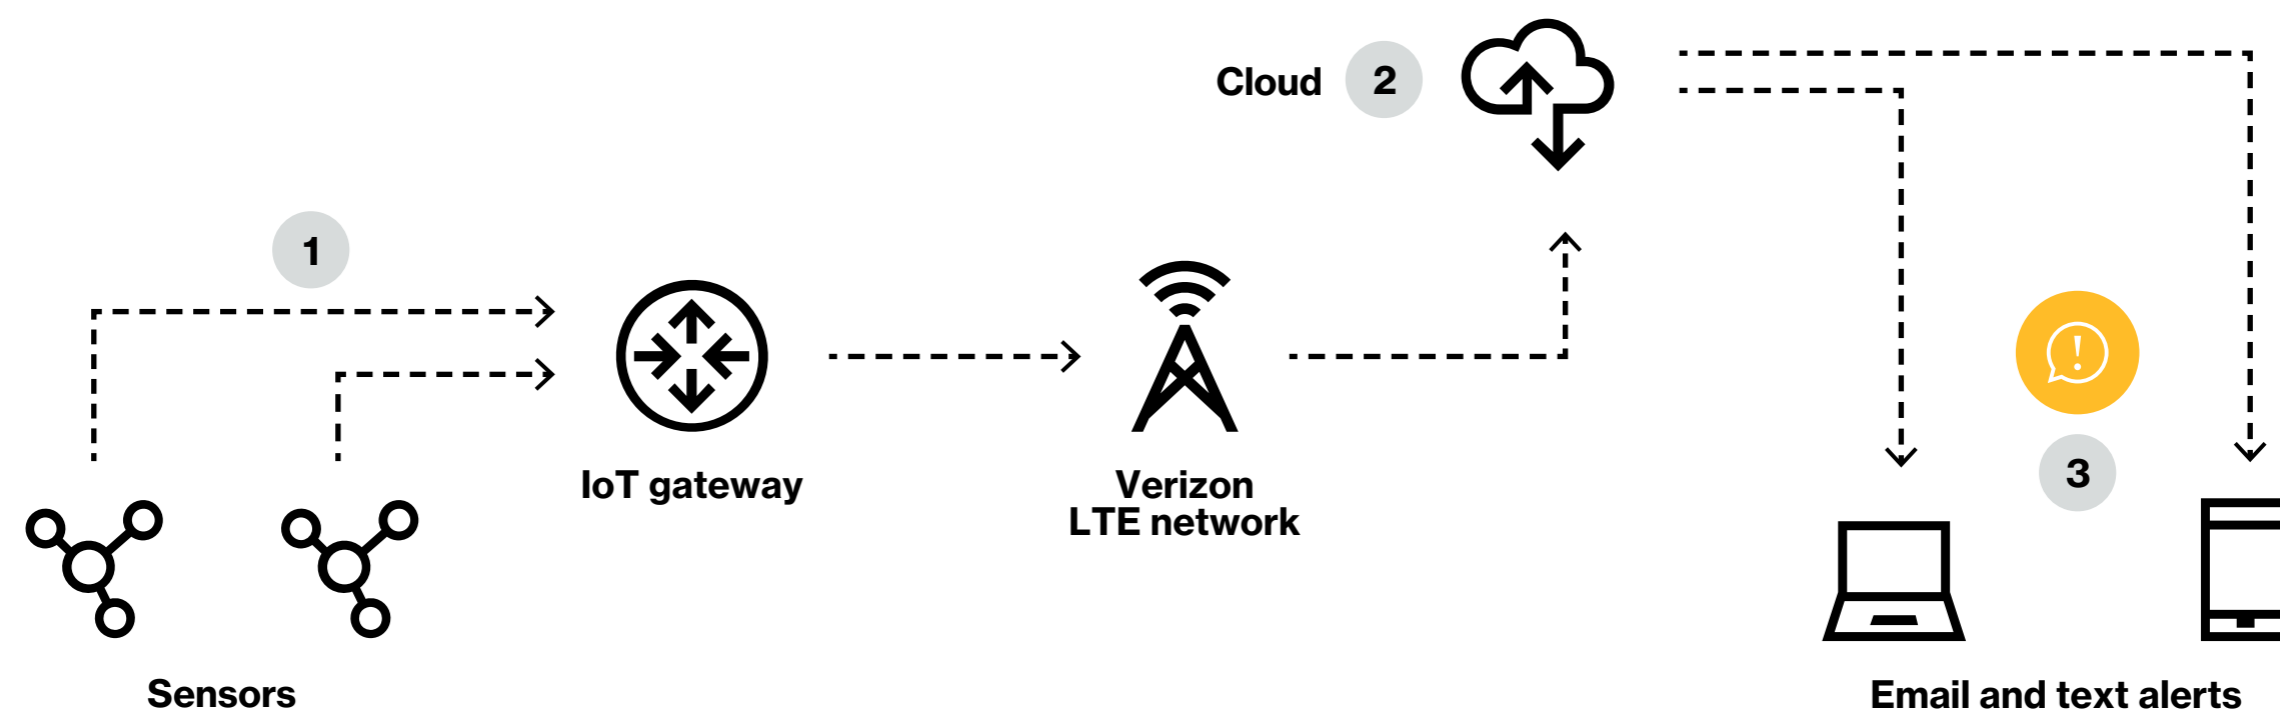 Cloud 2
1
IoT gateway
Verizon
LTE network
3
Sensors
Email and text alerts